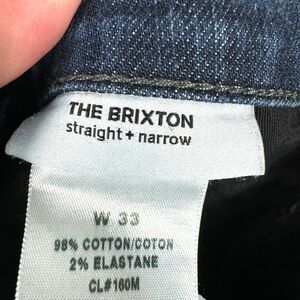 THE BRIXTON
straight + narrow
W 33
98% COTTON/COTON
2% ELASTANE
CL#160M